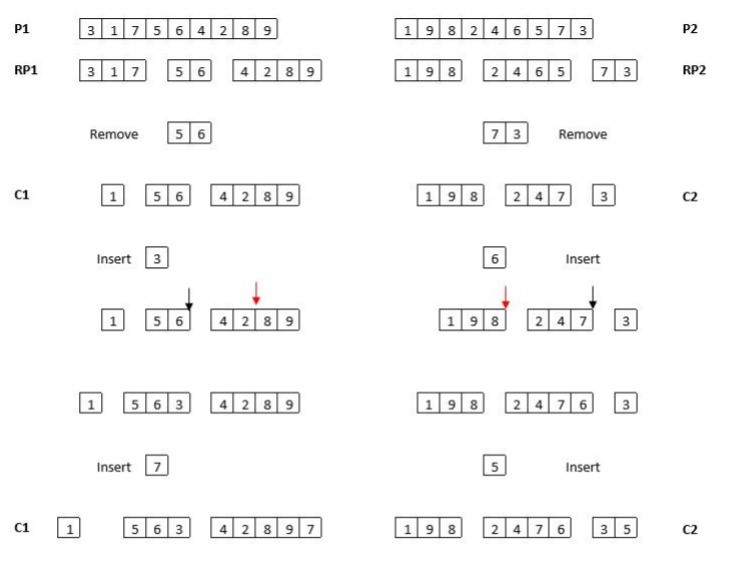 P1 3 1 7 5 6 4 2 8 9 1 9 8 2 4 6 5 7 3 P2
RP1 3 1 7 5 6 4 2 8 9 1 9 8 2 4 6 5 7 3 RP2
Remove 5 6 7 3 Remove
C1 1 5 6 4 2 8 9 1 9 8 2 4 7 3 C2
Insert 3 6 Insert
1 5 6 4 2 8 9 1 9 8 2 4 7 3
1 5 6 3 4 2 8 9 1 9 8 2 4 7 6 3
Insert 7 5 Insert
C1 1 5 6 3 4 2 8 9 7 1 9 8 2 4 7 6 3 5 C2